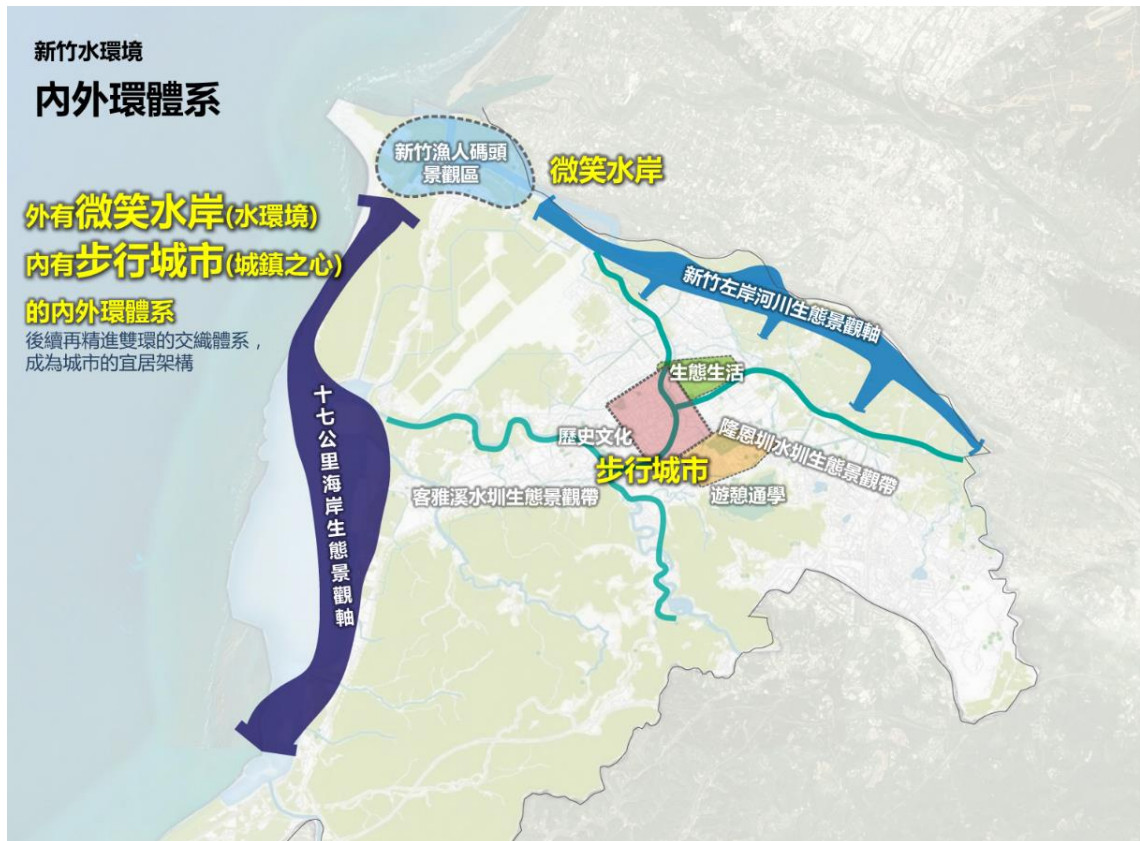 新竹水環境
內外環體系
外有微笑水岸(水環境)
內有步行城市(城鎮之心)
的內外環體系
後續再精進雙環的交織體系，
成為城市的宜居架構
新竹漁人碼頭
景觀區
微笑水岸
新竹左岸河川生態景觀軸
十七公里海岸生態景觀軸
生態生活
歷史文化
隆恩圳水圳生態景觀帶
步行城市
客雅溪水圳生態景觀帶
遊憩通學